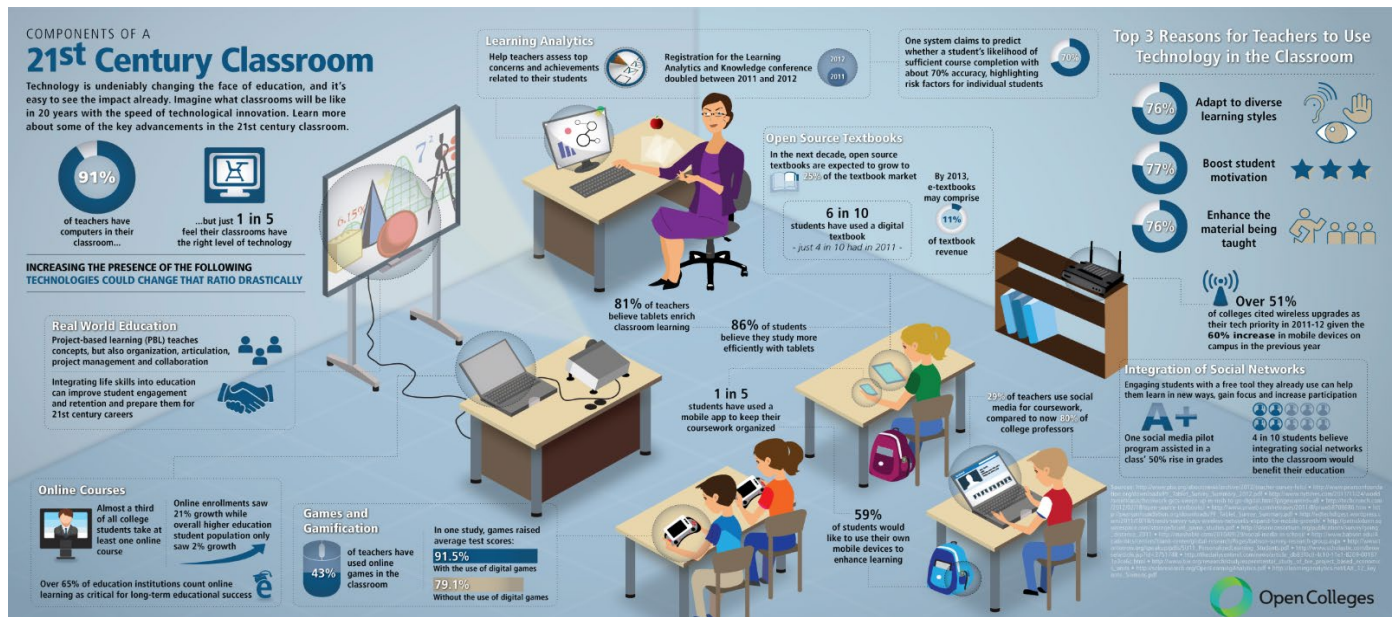 COMPONENTS OF A
21st Century Classroom
Technology is undeniably changing the face of education, and it's
easy to see the impact already. Imagine what classrooms will be like
in 20 years with the speed of technological innovation. Learn more
about some of the key advancements in the 21st century classroom.
91%
of teachers have
computers in their
classroom...
...but just 1 in 5
feel their classrooms have
the right level of technology
INCREASING THE PRESENCE OF THE FOLLOWING
TECHNOLOGIES COULD CHANGE THAT RATIO DRASTICALLY
Real World Education
Project-based learning (PBL) teaches
concepts, but also organization, articulation,
project management and collaboration
Integrating life skills into education
can improve student engagement
and retention and prepare them for
21st century careers
Online Courses
Almost a third
of all college
students take at
least one online
course
Online enrollments saw
21% growth while
overall higher education
student population only
saw 2% growth
Over 65% of education institutions count online
learning as critical for long-term educational success
Games and
Gamification
43%
of teachers have
used online
games in the
classroom
In one study, games raised
average test scores:
91.5%
With the use of digital games
79.1%
Without the use of digital games
Learning Analytics
Help teachers assess top
concerns and achievements
related to their students
Registration for the Learning
Analytics and Knowledge conference
doubled between 2011 and 2012
2012
2011
One system claims to predict
whether a student's likelihood of
sufficient course completion with
about 70% accuracy, highlighting
risk factors for individual students
70%
Open Source Textbooks
In the next decade, open source
textbooks are expected to grow to
25% of the textbook market
6 in 10
students have used a digital
textbook
- just 4 in 10 had in 2011 -
By 2013,
e-textbooks
may comprise
11%
of textbook
revenue
81% of teachers
believe tablets enrich
classroom learning
86% of students
believe they study more
efficiently with tablets
1 in 5
students have used a
mobile app to keep their
coursework organized
29% of teachers use social
media for coursework,
compared to now 80% of
college professors
59%
of students would
like to use their own
mobile devices to
enhance learning
Top 3 Reasons for Teachers to Use
Technology in the Classroom
76%
Adapt to diverse
learning styles
77%
Boost student
motivation
76%
Enhance the
material being
taught
Over 51%
of colleges cited wireless upgrades as
their tech priority in 2011-12 given the
60% increase in mobile devices on
campus in the previous year
Integration of Social Networks
Engaging students with a free tool they already use can help
them learn in new ways, gain focus and increase participation
A+
One social media pilot
program assisted in a
class' 50% rise in grades
4 in 10 students believe
integrating social networks
into the classroom would
benefit their education
Open Colleges